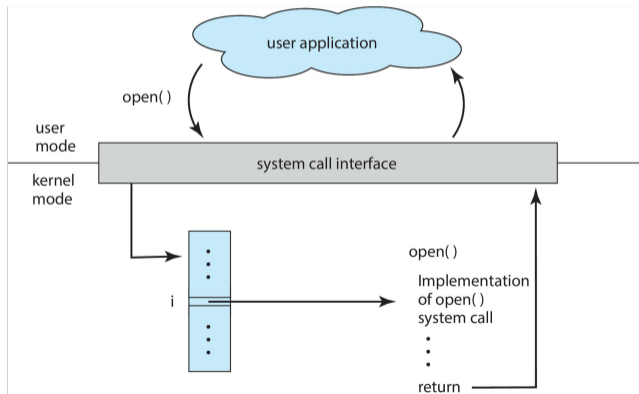 user application
open( )
user
mode
system call interface
kernel
mode
open( )
i
Implementation
of open( )
system call
return